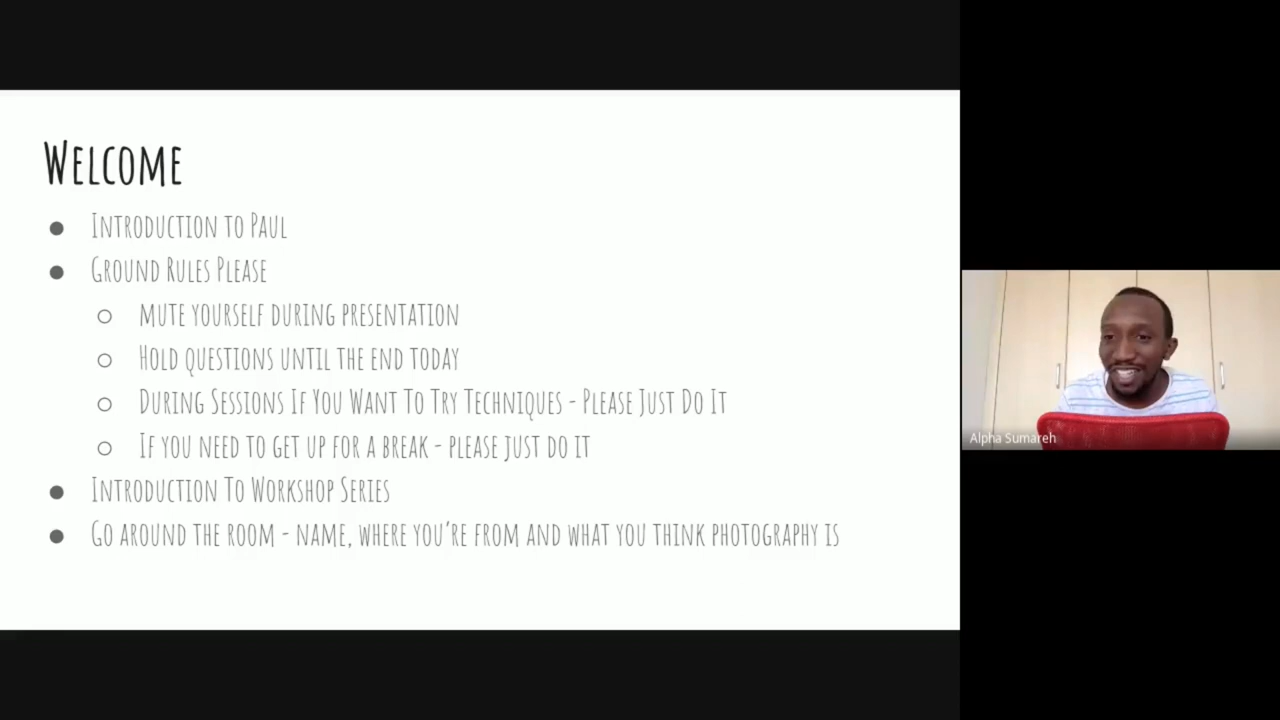 Welcome
Introduction to Paul
Ground Rules Please
mute yourself during presentation
Hold questions until the end today
During Sessions If You Want To Try Techniques - Please Just Do It
If you need to get up for a break - please just do it
Introduction To Workshop Series
Go around the room - name, where you're from and what you think photography is
Alpha Sumareh